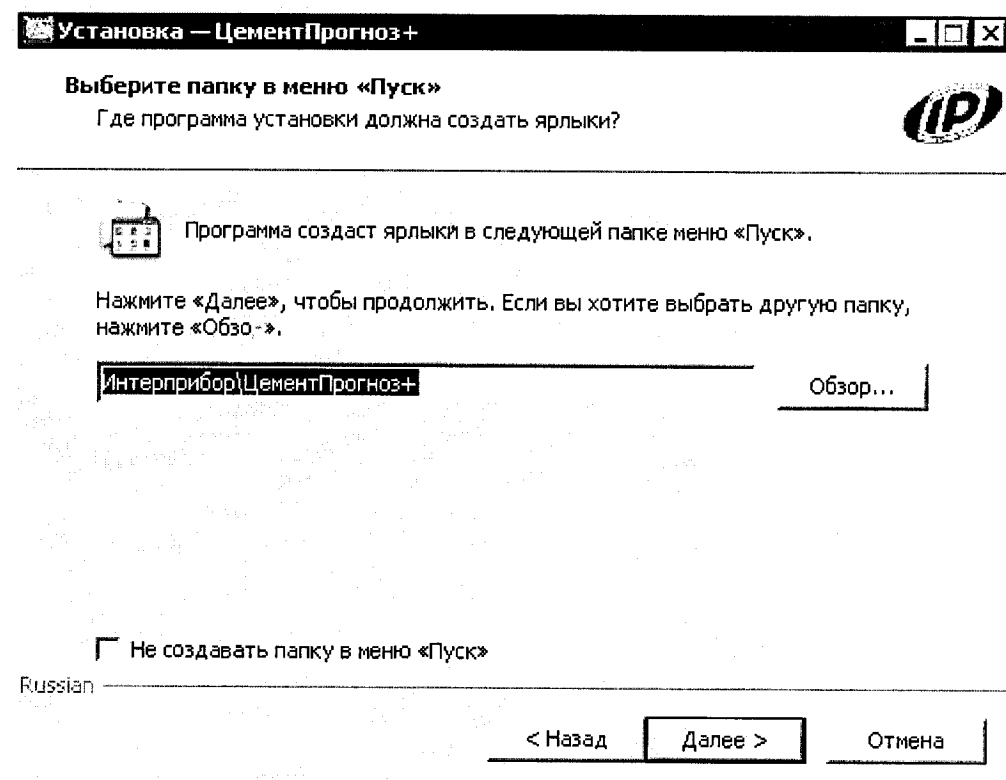 Установка — ЦементПрогноз+
Выберите папку в меню «Пуск»
Где программа установки должна создать ярлыки?
(IP)
Программа создаст ярлыки в следующей папке меню «Пуск».
Нажмите «Далее», чтобы продолжить. Если вы хотите выбрать другую папку,
нажмите «Обзо-».
Интерприбор\ЦементПрогноз+
Обзор...
Не создавать папку в меню «Пуск»
Russian
< Назад
Далее >
Отмена